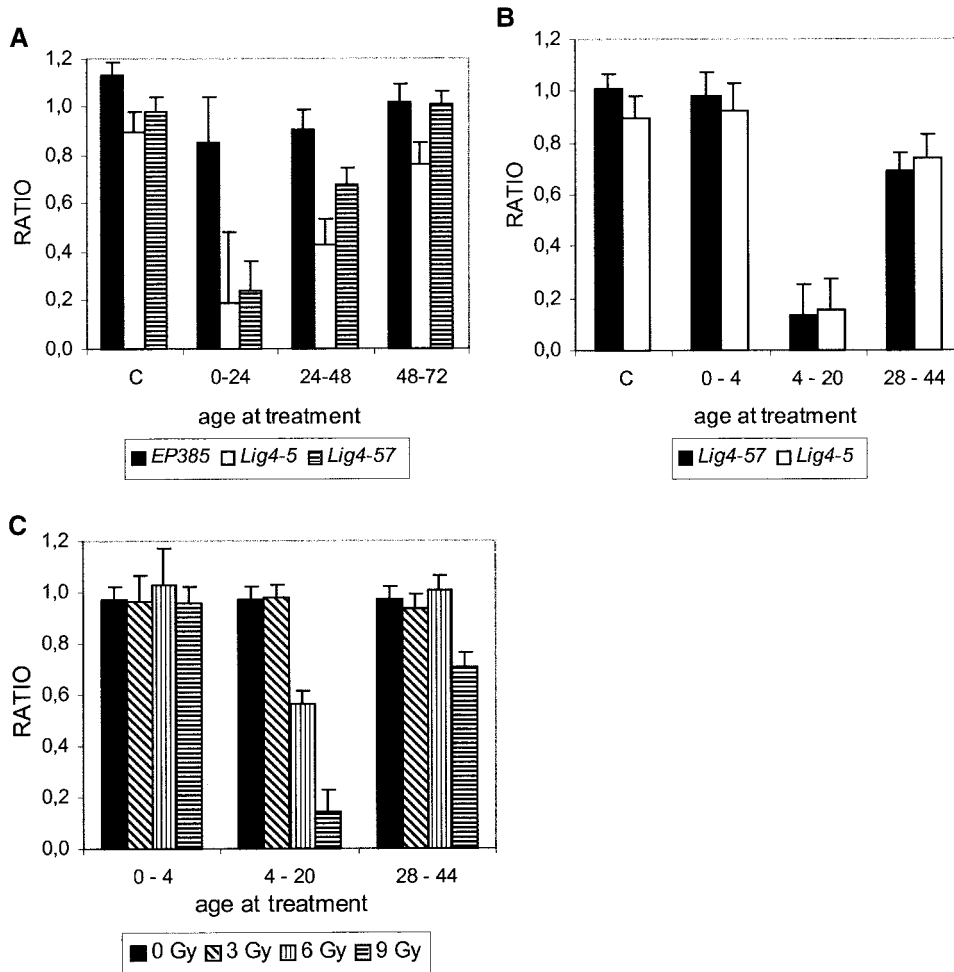 A
1,2
1,0
0,8
0,6
0,4
0,2
0,0
RATIO
C 0-24 24-48 48-72
age at treatment
EP385 Lig4-5 Lig4-57
B
1,2
1,0
0,8
0,6
0,4
0,2
0,0
RATIO
C 0 - 4 4 - 20 28 - 44
age at treatment
Lig4-57 Lig4-5
C
1,2
1,0
0,8
0,6
0,4
0,2
0,0
RATIO
0 - 4 4 - 20 28 - 44
age at treatment
0 Gy 3 Gy 6 Gy 9 Gy